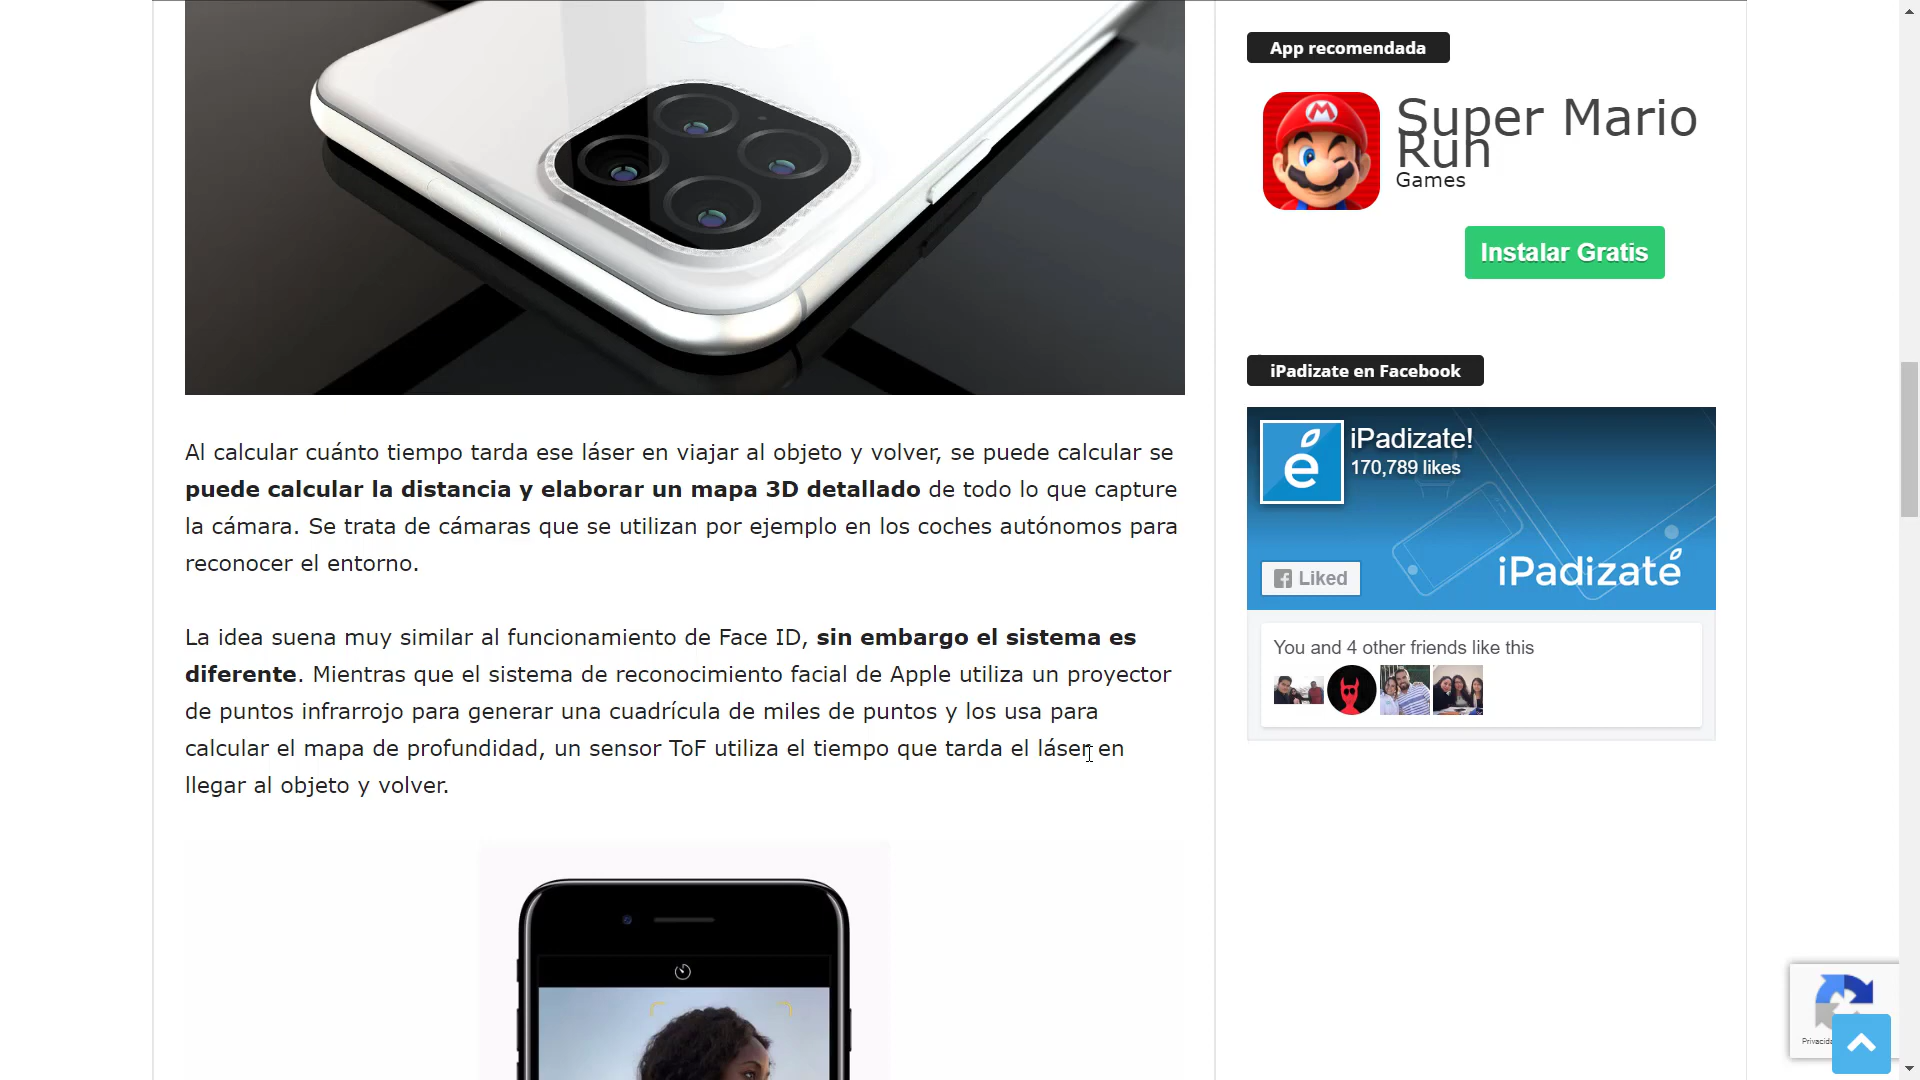 Al calcular cuánto tiempo tarda ese láser en viajar al objeto y volver, se puede calcular se
puede calcular la distancia y elaborar un mapa 3D detallado de todo lo que capture
la cámara. Se trata de cámaras que se utilizan por ejemplo en los coches autónomos para
reconocer el entorno.
La idea suena muy similar al funcionamiento de Face ID, sin embargo el sistema es
diferente. Mientras que el sistema de reconocimiento facial de Apple utiliza un proyector
de puntos infrarrojo para generar una cuadrícula de miles de puntos y los usa para
calcular el mapa de profundidad, un sensor ToF utiliza el tiempo que tarda el láser en
llegar al objeto y volver.
App recomendada
Super Mario
Run
Games
Instalar Gratis
iPadizate en Facebook
iPadizate!
170,789 likes
Liked
iPadizate
You and 4 other friends like this